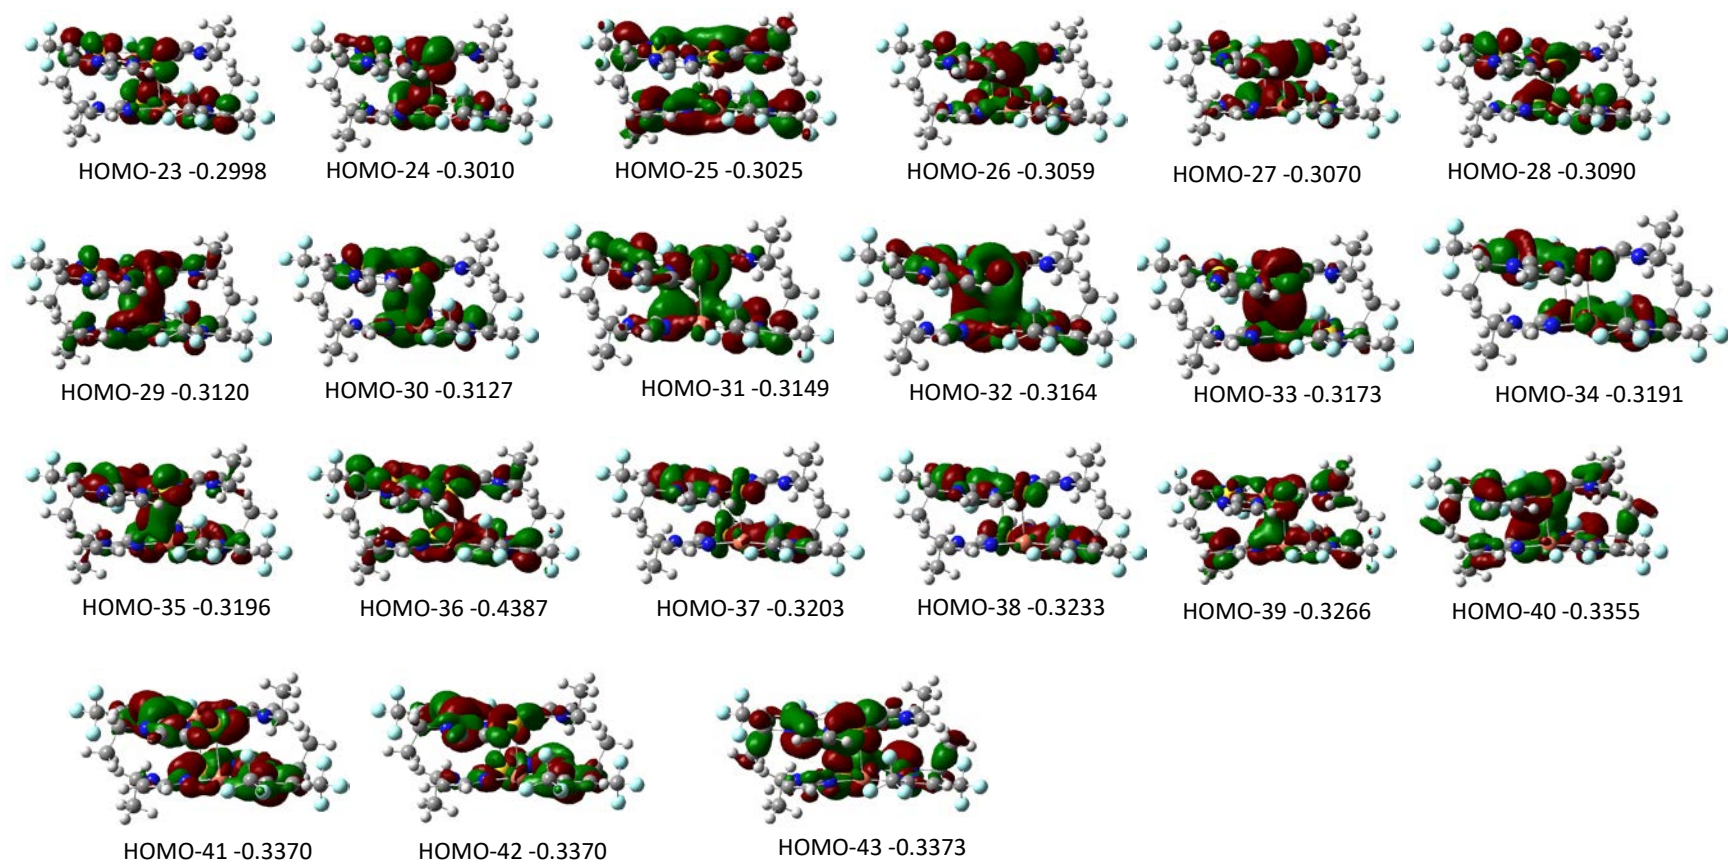 HOMO-23 -0.2998
HOMO-24 -0.3010
HOMO-25 -0.3025
HOMO-26 -0.3059
HOMO-27 -0.3070
HOMO-28 -0.3090
HOMO-29 -0.3120
HOMO-30 -0.3127
HOMO-31 -0.3149
HOMO-32 -0.3164
HOMO-33 -0.3173
HOMO-34 -0.3191
HOMO-35 -0.3196
HOMO-36 -0.4387
HOMO-37 -0.3203
HOMO-38 -0.3233
HOMO-39 -0.3266
HOMO-40 -0.3355
HOMO-41 -0.3370
HOMO-42 -0.3370
HOMO-43 -0.3373